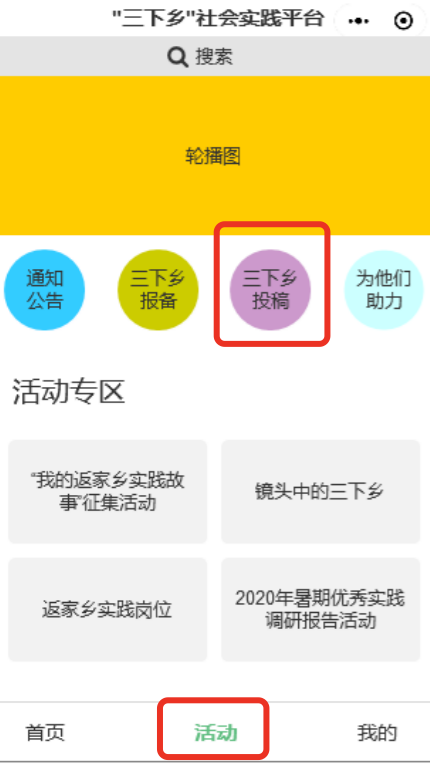 "三下乡"社会实践平台
搜索
轮播图
通知
公告
三下乡
报备
三下乡
投稿
为他们
助力
活动专区
“我的返家乡实践故
事”征集活动
镜头中的三下乡
返家乡实践岗位
2020年暑期优秀实践
调研报告活动
首页
活动
我的